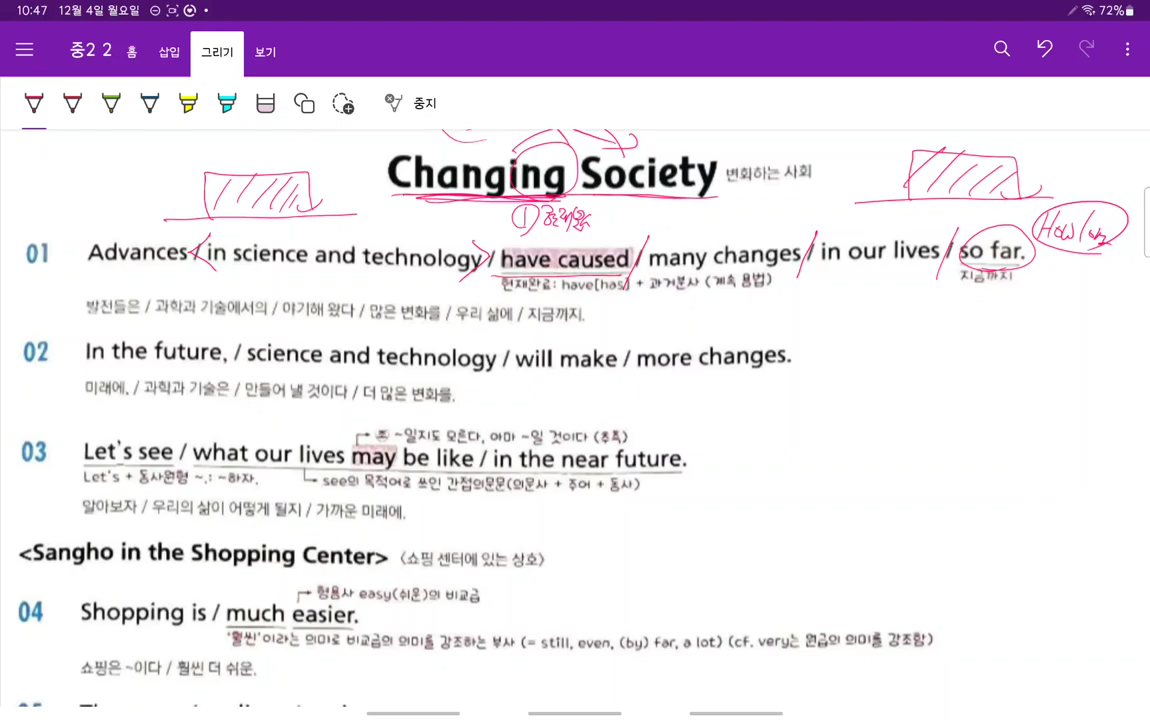 10:47 12월 4일 월요일 72%
중2 2 홈 삽입 그리기 보기
중지
Changing Society 변화하는 사회
①
How
01 Advances / in science and technology / have caused / many changes / in our lives / so far.
현재완료: have[has] + 과거분사 (계속 용법) 지금까지
발전들은 / 과학과 기술에서의 / 야기해 왔다 / 많은 변화를 / 우리 삶에 / 지금까지.
02 In the future, / science and technology / will make / more changes.
미래에, / 과학과 기술은 / 만들어 낼 것이다 / 더 많은 변화를.
조 ~일지도 모른다, 아마 ~일 것이다 (추측)
03 Let's see / what our lives may be like / in the near future.
Let's + 동사원형 ~.: ~하자. see의 목적어로 쓰인 간접의문문(의문사 + 주어 + 동사)
알아보자 / 우리의 삶이 어떻게 될지 / 가까운 미래에.
<Sangho in the Shopping Center> 〈쇼핑 센터에 있는 상호〉
형용사 easy(쉬운)의 비교급
04 Shopping is / much easier.
'훨씬'이라는 의미로 비교급의 의미를 강조하는 부사 (= still, even, (by) far, a lot) (cf. very는 원급의 의미를 강조함)
쇼핑은 ~이다 / 훨씬 더 쉬운.